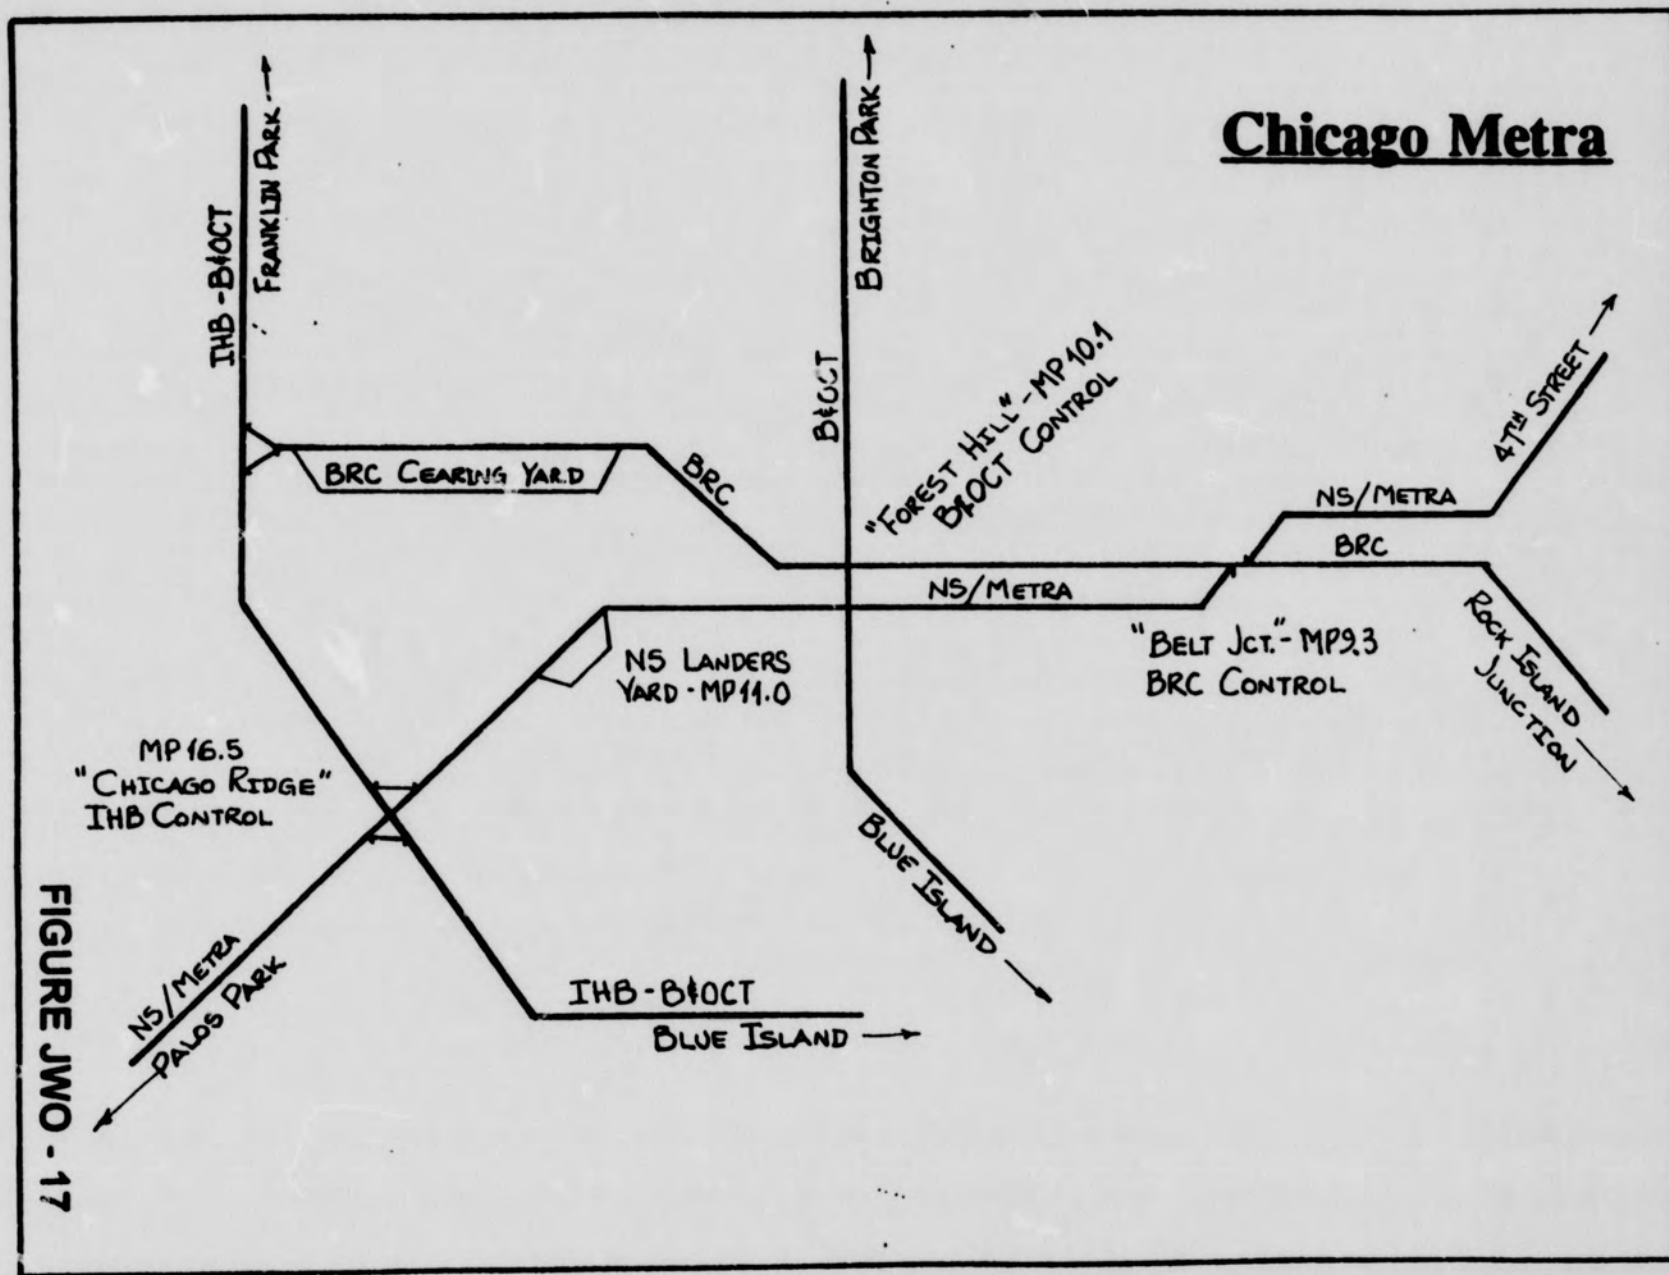 Chicago Metra
IHB-B&OCT
FRANKLIN PARK
B&OCT
BRIGHTON PARK
"FOREST HILL"-MP10.1
B&OCT CONTROL
47TH STREET
BRC CEARING YARD
BRC
NS/METRA
BRC
NS/METRA
"BELT JCT."-MP9.3
BRC CONTROL
ROCK ISLAND
JUNCTION
NS LANDERS
YARD-MP11.0
MP16.5
"CHICAGO RIDGE"
IHB CONTROL
BLUE ISLAND
NS/METRA
PALOS PARK
IHB-B&OCT
BLUE ISLAND
FIGURE JWO - 17